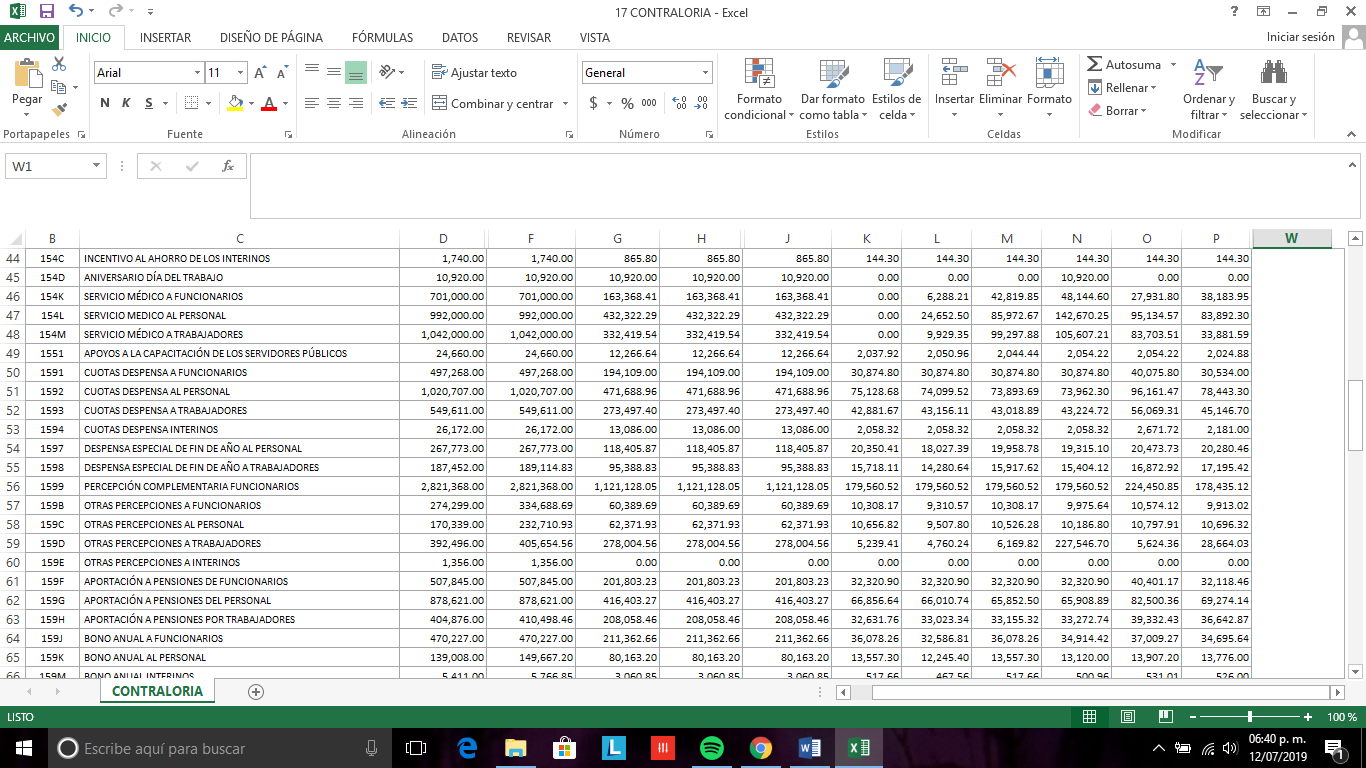 17 CONTRALORIA - Excel
?
ARCHIVO INICIO INSERTAR DISEÑO DE PÁGINA FÓRMULAS DATOS REVISAR VISTA Iniciar sesión
Arial 11 Ajustar texto General Autosuma
Pegar Formato Dar formato Estilos de Insertar Eliminar Formato Rellenar Ordenar y Buscar y
N K S A Combinar y centrar $ % 000 condicional como tabla celda Borrar filtrar seleccionar
Portapapeles Fuente Alineación Número Estilos Celdas Modificar
W1 fx
B C D F G H J K L M N O P W
44 154C INCENTIVO AL AHORRO DE LOS INTERINOS 1,740.00 1,740.00 865.80 865.80 865.80 144.30 144.30 144.30 144.30 144.30 144.30
45 154D ANIVERSARIO DÍA DEL TRABAJO 10,920.00 10,920.00 10,920.00 10,920.00 10,920.00 0.00 0.00 0.00 10,920.00 0.00 0.00
46 154K SERVICIO MÉDICO A FUNCIONARIOS 701,000.00 701,000.00 163,368.41 163,368.41 163,368.41 0.00 6,288.21 42,819.85 48,144.60 27,931.80 38,183.95
47 154L SERVICIO MEDICO AL PERSONAL 992,000.00 992,000.00 432,322.29 432,322.29 432,322.29 0.00 24,652.50 85,972.67 142,670.25 95,134.57 83,892.30
48 154M SERVICIO MÉDICO A TRABAJADORES 1,042,000.00 1,042,000.00 332,419.54 332,419.54 332,419.54 0.00 9,929.35 99,297.88 105,607.21 83,703.51 33,881.59
49 1551 APOYOS A LA CAPACITACIÓN DE LOS SERVIDORES PÚBLICOS 24,660.00 24,660.00 12,266.64 12,266.64 12,266.64 2,037.92 2,050.96 2,044.44 2,054.22 2,054.22 2,024.88
50 1591 CUOTAS DESPENSA A FUNCIONARIOS 497,268.00 497,268.00 194,109.00 194,109.00 194,109.00 30,874.80 30,874.80 30,874.80 30,874.80 40,075.80 30,534.00
51 1592 CUOTAS DESPENSA AL PERSONAL 1,020,707.00 1,020,707.00 471,688.96 471,688.96 471,688.96 75,128.68 74,099.52 73,893.69 73,962.30 96,161.47 78,443.30
52 1593 CUOTAS DESPENSA A TRABAJADORES 549,611.00 549,611.00 273,497.40 273,497.40 273,497.40 42,881.67 43,156.11 43,018.89 43,224.72 56,069.31 45,146.70
53 1594 CUOTAS DESPENSA INTERINOS 26,172.00 26,172.00 13,086.00 13,086.00 13,086.00 2,058.32 2,058.32 2,058.32 2,058.32 2,671.72 2,181.00
54 1597 DESPENSA ESPECIAL DE FIN DE AÑO AL PERSONAL 267,773.00 267,773.00 118,405.87 118,405.87 118,405.87 20,350.41 18,027.39 19,958.78 19,315.10 20,473.73 20,280.46
55 1598 DESPENSA ESPECIAL DE FIN DE AÑO A TRABAJADORES 187,452.00 189,114.83 95,388.83 95,388.83 95,388.83 15,718.11 14,280.64 15,917.62 15,404.12 16,872.92 17,195.42
56 1599 PERCEPCIÓN COMPLEMENTARIA FUNCIONARIOS 2,821,368.00 2,821,368.00 1,121,128.05 1,121,128.05 1,121,128.05 179,560.52 179,560.52 179,560.52 179,560.52 224,450.85 178,435.12
57 159B OTRAS PERCEPCIONES A FUNCIONARIOS 274,299.00 334,688.69 60,389.69 60,389.69 60,389.69 10,308.17 9,310.57 10,308.17 9,975.64 10,574.12 9,913.02
58 159C OTRAS PERCEPCIONES AL PERSONAL 170,339.00 232,710.93 62,371.93 62,371.93 62,371.93 10,656.82 9,507.80 10,526.28 10,186.80 10,797.91 10,696.32
59 159D OTRAS PERCEPCIONES A TRABAJADORES 392,496.00 405,654.56 278,004.56 278,004.56 278,004.56 5,239.41 4,760.24 6,169.82 227,546.70 5,624.36 28,664.03
60 159E OTRAS PERCEPCIONES A INTERINOS 1,356.00 1,356.00 0.00 0.00 0.00 0.00 0.00 0.00 0.00 0.00 0.00
61 159F APORTACIÓN A PENSIONES DE FUNCIONARIOS 507,845.00 507,845.00 201,803.23 201,803.23 201,803.23 32,320.90 32,320.90 32,320.90 32,320.90 40,401.17 32,118.46
62 159G APORTACIÓN A PENSIONES DEL PERSONAL 878,621.00 878,621.00 416,403.27 416,403.27 416,403.27 66,856.64 66,010.74 65,852.50 65,908.89 82,500.36 69,274.14
63 159H APORTACIÓN A PENSIONES POR TRABAJADORES 404,876.00 410,498.46 208,058.46 208,058.46 208,058.46 32,631.76 33,023.34 33,155.32 33,272.74 39,332.43 36,642.87
64 159J BONO ANUAL A FUNCIONARIOS 470,227.00 470,227.00 211,362.66 211,362.66 211,362.66 36,078.26 32,586.81 36,078.26 34,914.42 37,009.27 34,695.64
65 159K BONO ANUAL AL PERSONAL 139,008.00 149,667.20 80,163.20 80,163.20 80,163.20 13,557.30 12,245.40 13,557.30 13,120.00 13,907.20 13,776.00
66 159M BONO ANUAL INTERINOS 5,411.00 5,766.85 3,060.85 3,060.85 3,060.85 517.66 467.56 517.66 500.96 531.01 526.00
CONTRALORIA
LISTO 100 %
Escribe aquí para buscar
06:40 p. m.
12/07/2019
1